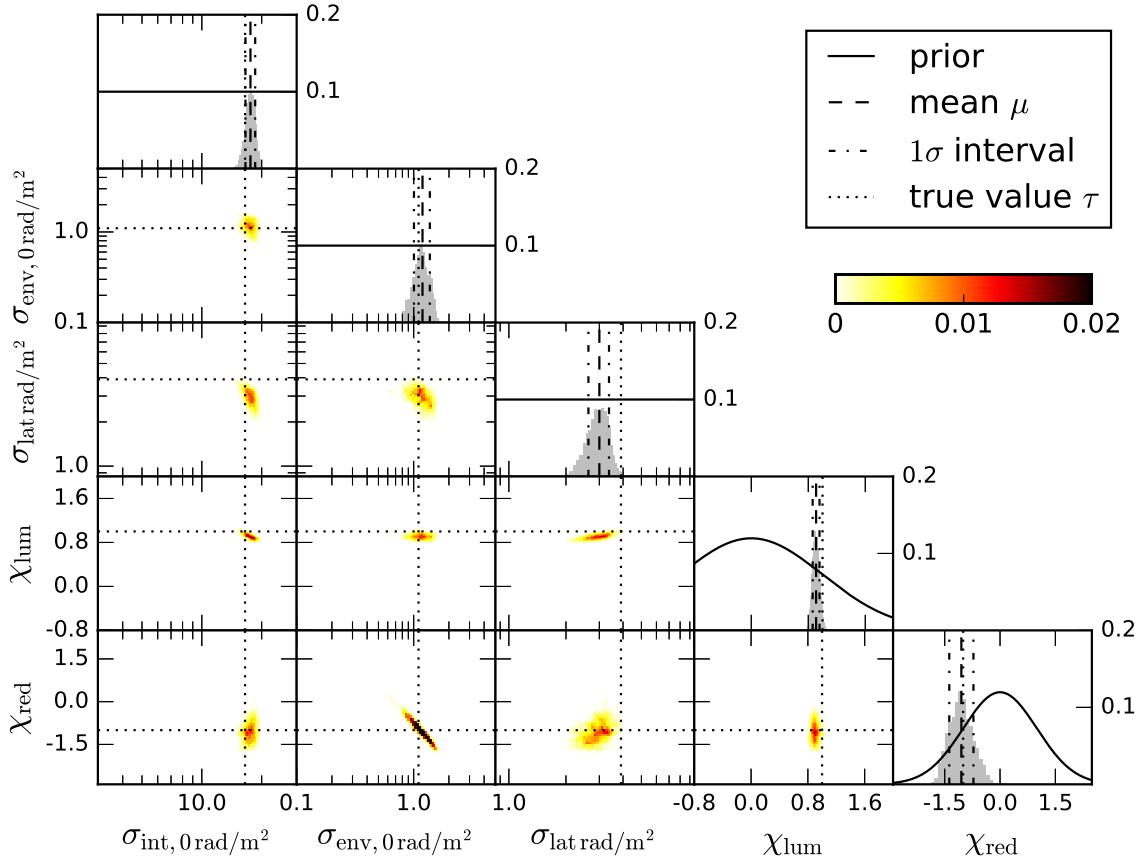 0.2
0.1
prior
mean μ
1σ interval
true value τ
σenv, 0 rad/m²
1.0
0.1
0.2
0.1
0 0.01 0.02
σlat rad/m²
1.0
0.2
0.1
χlum
1.6
0.8
0.0
-0.8
0.2
0.1
χred
1.5
0.0
-1.5
0.2
0.1
10.0 0.1 1.0 1.0 -0.8 0.0 0.8 1.6 -1.5 0.0 1.5
σint, 0 rad/m² σenv, 0 rad/m² σlat rad/m² χlum χred